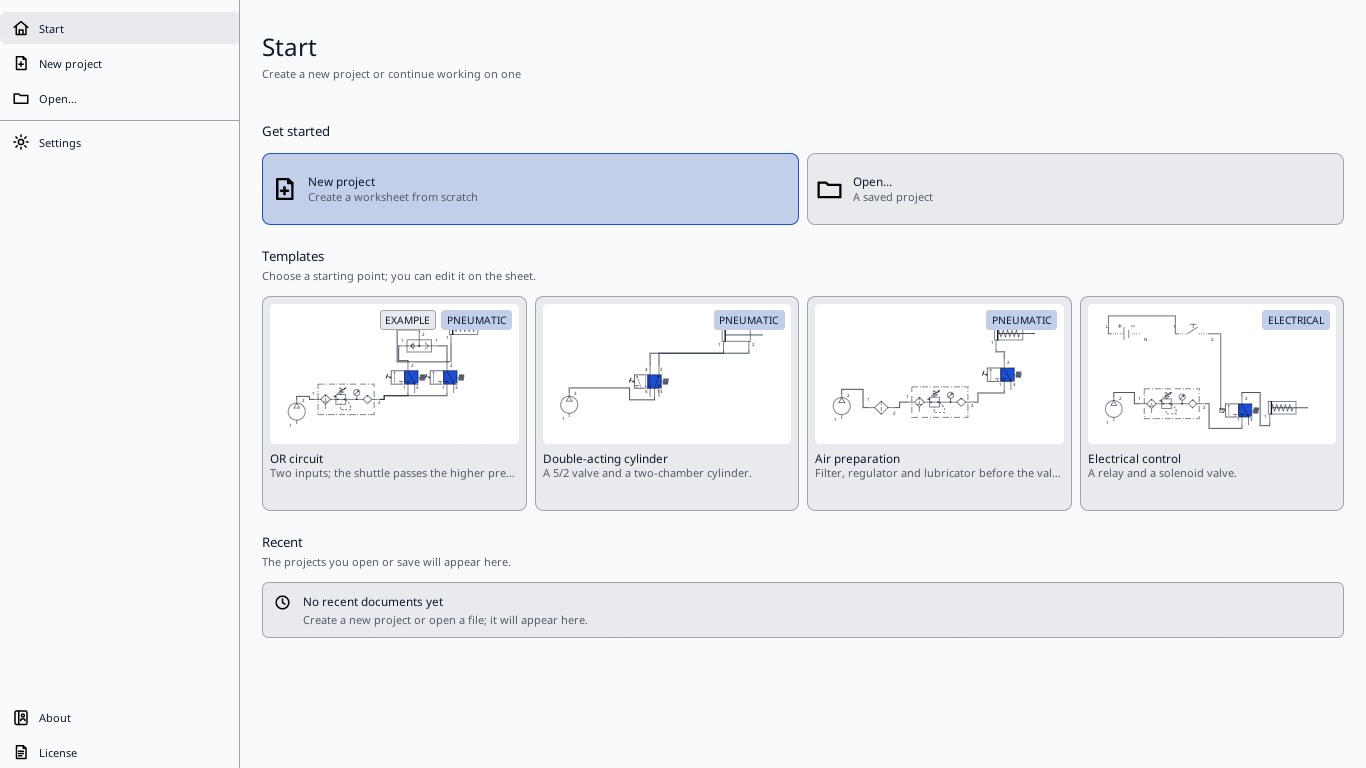 Start
New project
Open...
Settings
About
License
Start
Create a new project or continue working on one
Get started
New project
Create a worksheet from scratch
Open...
A saved project
Templates
Choose a starting point; you can edit it on the sheet.
EXAMPLE PNEUMATIC
OR circuit
Two inputs; the shuttle passes the higher pre...
PNEUMATIC
Double-acting cylinder
A 5/2 valve and a two-chamber cylinder.
PNEUMATIC
Air preparation
Filter, regulator and lubricator before the val...
ELECTRICAL
Electrical control
A relay and a solenoid valve.
Recent
The projects you open or save will appear here.
No recent documents yet
Create a new project or open a file; it will appear here.